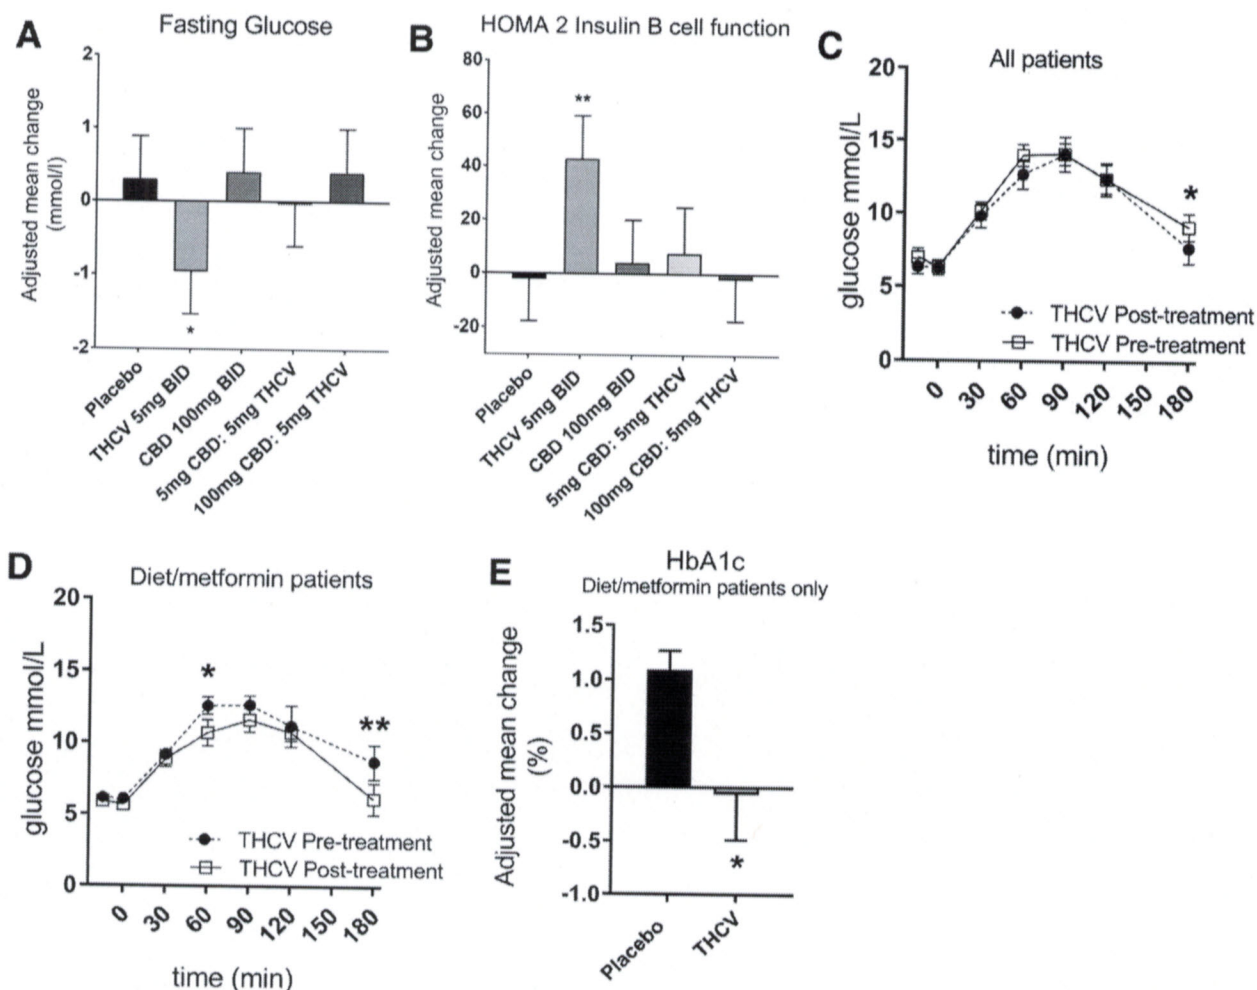 A
Fasting Glucose
Adjusted mean change
(mmol/l)
2
1
0
-1
-2
*
Placebo
THCV 5mg BID
CBD 100mg BID
5mg CBD: 5mg THCV
100mg CBD: 5mg THCV
B
HOMA 2 Insulin B cell function
Adjusted mean change
80
60
40
20
0
-20
**
Placebo
THCV 5mg BID
CBD 100mg BID
5mg CBD: 5mg THCV
100mg CBD: 5mg THCV
C
All patients
glucose mmol/L
20
15
10
5
0
*
THCV Post-treatment
THCV Pre-treatment
0 30 60 90 120 150 180
time (min)
D
Diet/metformin patients
glucose mmol/L
20
15
10
5
0
*
**
THCV Pre-treatment
THCV Post-treatment
0 30 60 90 120 150 180
time (min)
E
HbA1c
Diet/metformin patients only
Adjusted mean change
(%)
1.5
1.0
0.5
0.0
-0.5
-1.0
*
Placebo
THCV